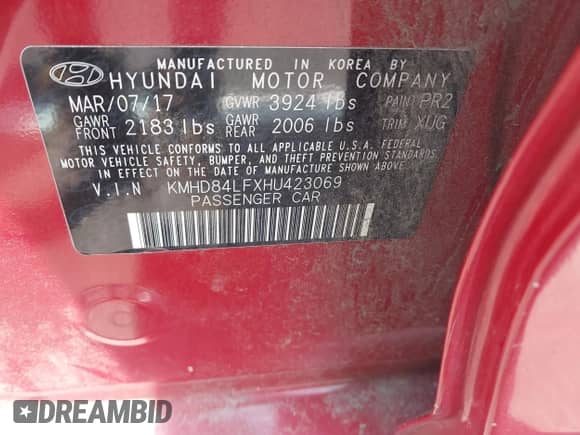 MANUFACTURED IN KOREA BY
HYUNDAI MOTOR COMPANY
MAR/07/17 GVWR 3924 lbs PAINT PR2
GAWR FRONT 2183 lbs GAWR REAR 2006 lbs TRIM XUG
THIS VEHICLE CONFORMS TO ALL APPLICABLE U.S.A. FEDERAL
MOTOR VEHICLE SAFETY, BUMPER, AND THEFT PREVENTION STANDARDS
IN EFFECT ON THE DATE OF MANUFACTURE SHOWN ABOVE.
V.I.N KMHD84LFXHU423069
PASSENGER CAR
DREAMBID